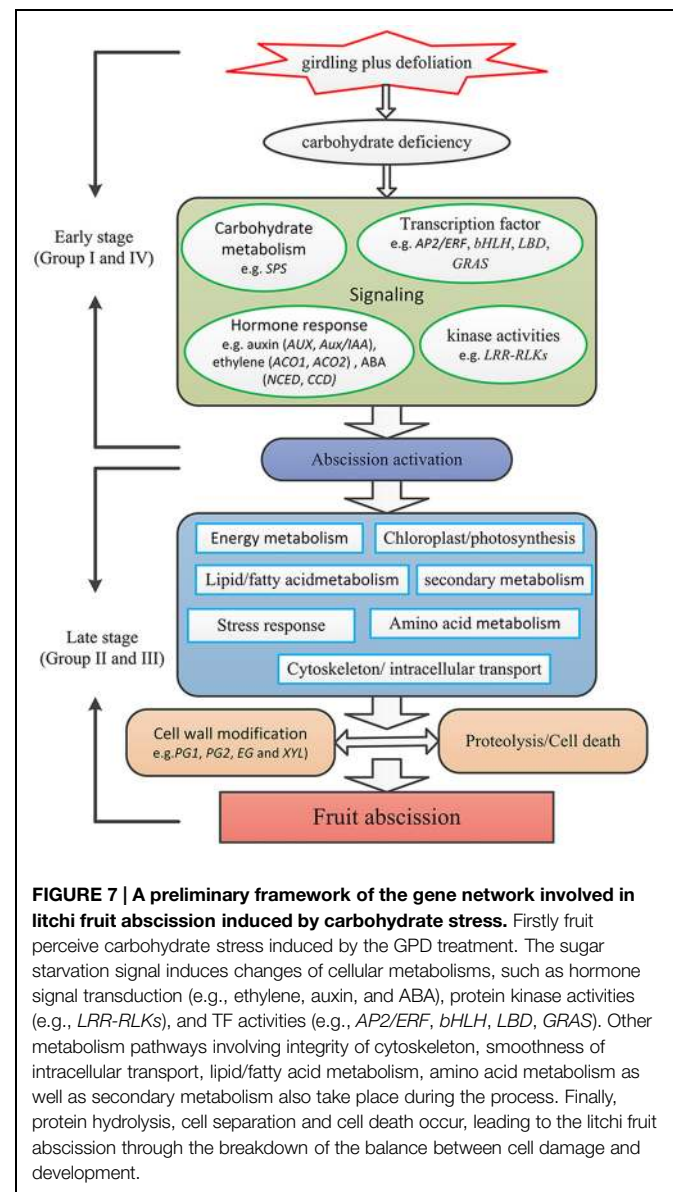 girdling plus defoliation
carbohydrate deficiency
Early stage
(Group I and IV)
Carbohydrate
metabolism
e.g. SPS
Transcription factor
e.g. AP2/ERF, bHLH, LBD,
GRAS
Signaling
Hormone response
e.g. auxin (AUX, Aux/IAA),
ethylene (ACO1, ACO2) , ABA
(NCED, CCD)
kinase activities
e.g. LRR-RLKs
Abscission activation
Late stage
(Group II and III)
Energy metabolism
Chloroplast/photosynthesis
Lipid/fatty acidmetabolism
secondary metabolism
Stress response
Amino acid metabolism
Cytoskeleton/ intracellular transport
Cell wall modification
e.g.PG1, PG2, EG and XYL)
Proteolysis/Cell death
Fruit abscission
FIGURE 7 | A preliminary framework of the gene network involved in
litchi fruit abscission induced by carbohydrate stress. Firstly fruit
perceive carbohydrate stress induced by the GPD treatment. The sugar
starvation signal induces changes of cellular metabolisms, such as hormone
signal transduction (e.g., ethylene, auxin, and ABA), protein kinase activities
(e.g., LRR-RLKs), and TF activities (e.g., AP2/ERF, bHLH, LBD, GRAS). Other
metabolism pathways involving integrity of cytoskeleton, smoothness of
intracellular transport, lipid/fatty acid metabolism, amino acid metabolism as
well as secondary metabolism also take place during the process. Finally,
protein hydrolysis, cell separation and cell death occur, leading to the litchi fruit
abscission through the breakdown of the balance between cell damage and
development.